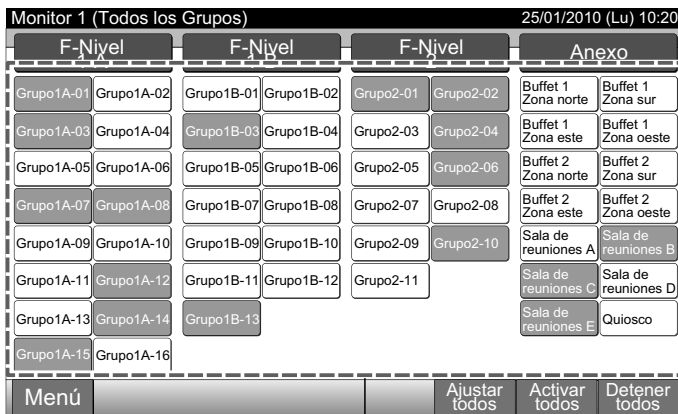 Monitor 1 (Todos los Grupos) 25/01/2010 (Lu) 10:20
F-Nivel F-Nivel F-Nivel Anexo
Grupo1A-01 Grupo1A-02 Grupo1B-01 Grupo1B-02 Grupo2-01 Grupo2-02 Buffet 1 Buffet 1
Zona norte Zona sur
Grupo1A-03 Grupo1A-04 Grupo1B-03 Grupo1B-04 Grupo2-03 Grupo2-04 Buffet 1 Buffet 1
Zona este Zona oeste
Grupo1A-05 Grupo1A-06 Grupo1B-05 Grupo1B-06 Grupo2-05 Grupo2-06 Buffet 2 Buffet 2
Zona norte Zona sur
Grupo1A-07 Grupo1A-08 Grupo1B-07 Grupo1B-08 Grupo2-07 Grupo2-08 Buffet 2 Buffet 2
Zona este Zona oeste
Grupo1A-09 Grupo1A-10 Grupo1B-09 Grupo1B-10 Grupo2-09 Grupo2-10 Sala de Sala de
reuniones A reuniones B
Grupo1A-11 Grupo1A-12 Grupo1B-11 Grupo1B-12 Grupo2-11 Sala de Sala de
reuniones C reuniones D
Grupo1A-13 Grupo1A-14 Grupo1B-13 Sala de Quiosco
reuniones E
Grupo1A-15 Grupo1A-16
Menú Ajustar Activar Detener
todos todos todos